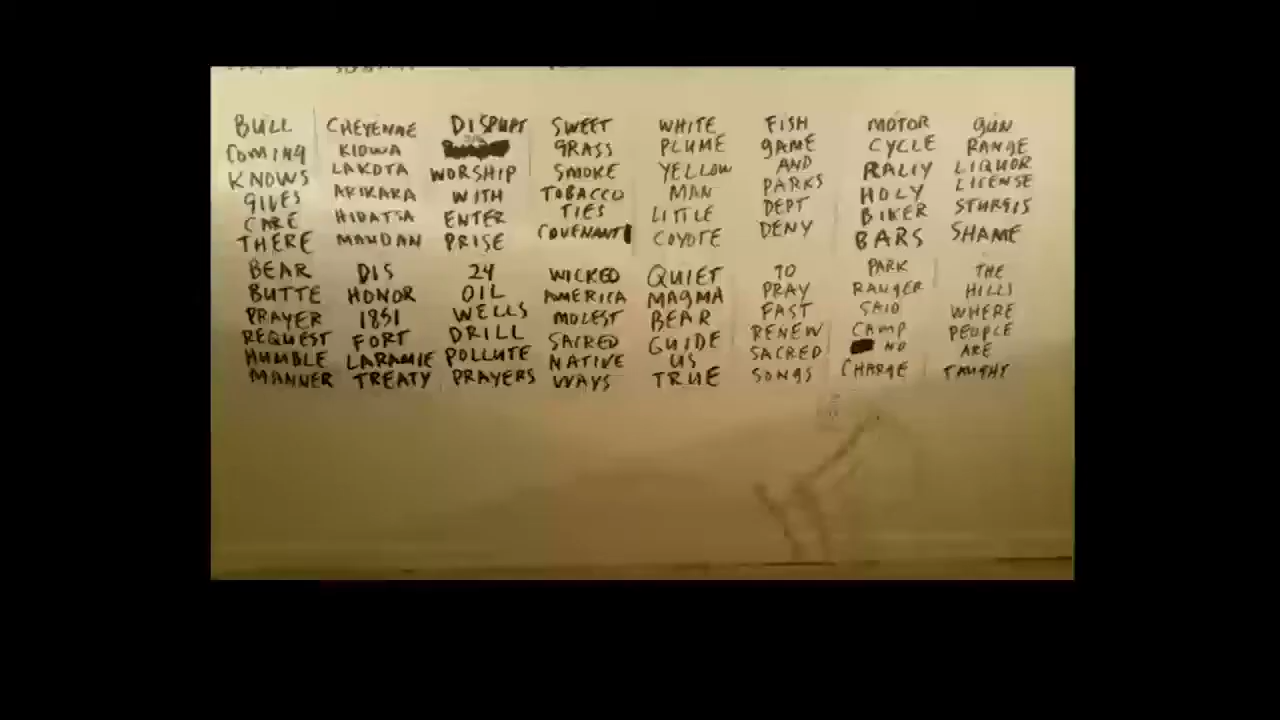 BULL
COMING
KNOWS
GIVES
CARE
THERE
CHEYENNE
KIOWA
LAKOTA
ARIKARA
HIDATSA
MANDAN
WORSHIP
WITH
ENTER
PRISE
SWEET
GRASS
SMOKE
TOBACCO
TIES
COVENANT
WHITE
PLUME
YELLOW
MAN
LITTLE
COYOTE
FISH
GAME
AND
PARKS
DEPT
DENY
MOTOR
CYCLE
RALLY
HOLY
BIKER
BARS
GUN
RANGE
LIQUOR
LICENSE
STURGIS
SHAME
BEAR
BUTTE
PRAYER
REQUEST
HUMBLE
MANNER
DIS
HONOR
1851
FORT
LARAMIE
TREATY
24
OIL
WELLS
DRILL
POLLUTE
PRAYERS
WICKED
AMERICA
MOLEST
SACRED
NATIVE
WAYS
QUIET
MAGMA
BEAR
GUIDE
US
TRUE
TO
PRAY
FAST
RENEW
SACRED
SONGS
PARK
RANGER
SAID
CAMP
NO
CHARGE
THE
HILLS
WHERE
PEOPLE
ARE
TAUGHT